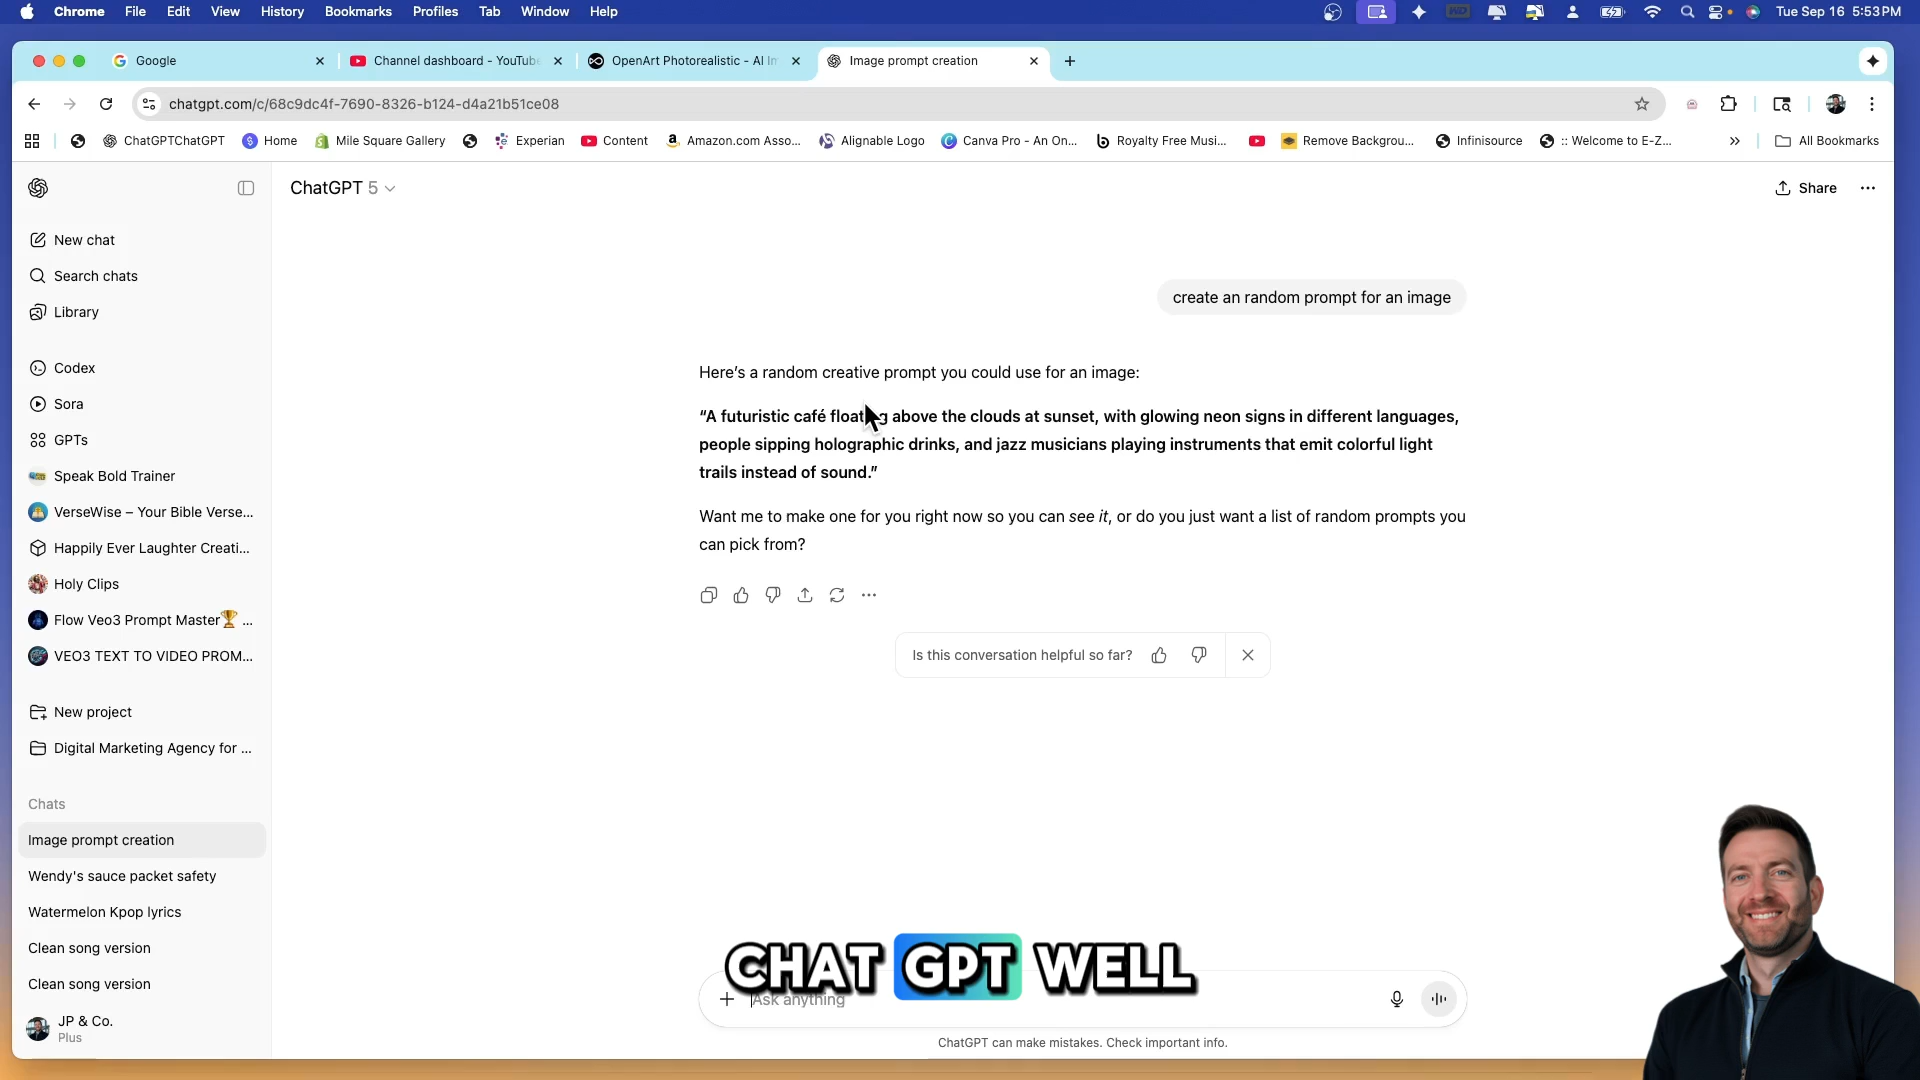 Chrome File Edit View History Bookmarks Profiles Tab Window Help Tue Sep 16 5:53 PM
Google Channel dashboard - YouTube OpenArt Photorealistic - AI Im Image prompt creation
chatgpt.com/c/68c9dc4f-7690-8326-b124-d4a21b51ce08
ChatGPTChatGPT Home Mile Square Gallery Experian Content Amazon.com Asso... Alignable Logo Canva Pro - An On... Royalty Free Musi... Remove Backgrou... Infinisource :: Welcome to E-Z... » All Bookmarks
ChatGPT 5 Share
New chat
Search chats
Library
Codex
Sora
GPTs
Speak Bold Trainer
VerseWise – Your Bible Verse...
Happily Ever Laughter Creati...
Holy Clips
Flow Veo3 Prompt Master🏆 ...
VEO3 TEXT TO VIDEO PROM...
New project
Digital Marketing Agency for ...
Chats
Image prompt creation
Wendy's sauce packet safety
Watermelon Kpop lyrics
Clean song version
Clean song version
JP & Co.
Plus
create an random prompt for an image
Here's a random creative prompt you could use for an image:
“A futuristic café floating above the clouds at sunset, with glowing neon signs in different languages,
people sipping holographic drinks, and jazz musicians playing instruments that emit colorful light
trails instead of sound.”
Want me to make one for you right now so you can see it, or do you just want a list of random prompts you
can pick from?
Is this conversation helpful so far?
CHAT GPT WELL
Ask anything
ChatGPT can make mistakes. Check important info.